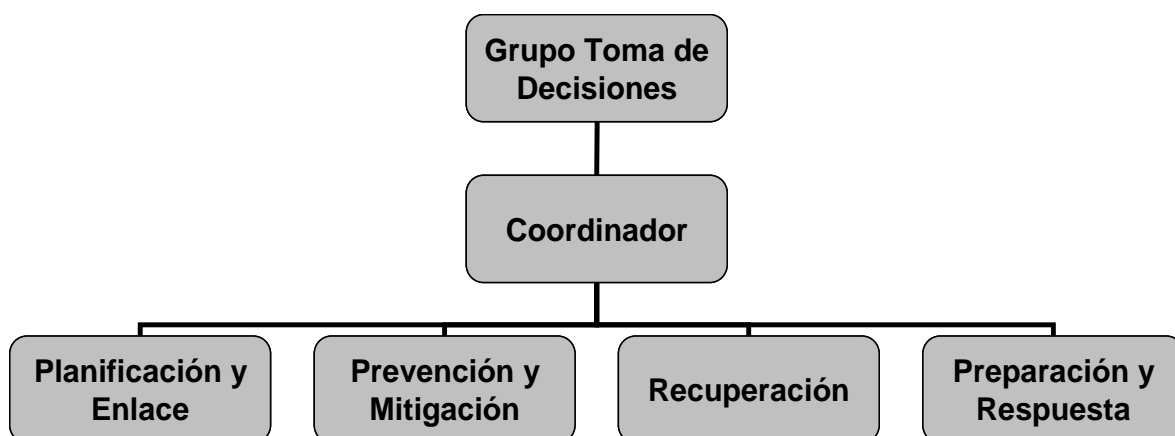 Grupo Toma de
Decisiones
Coordinador
Planificación y
Enlace
Prevención y
Mitigación
Recuperación
Preparación y
Respuesta